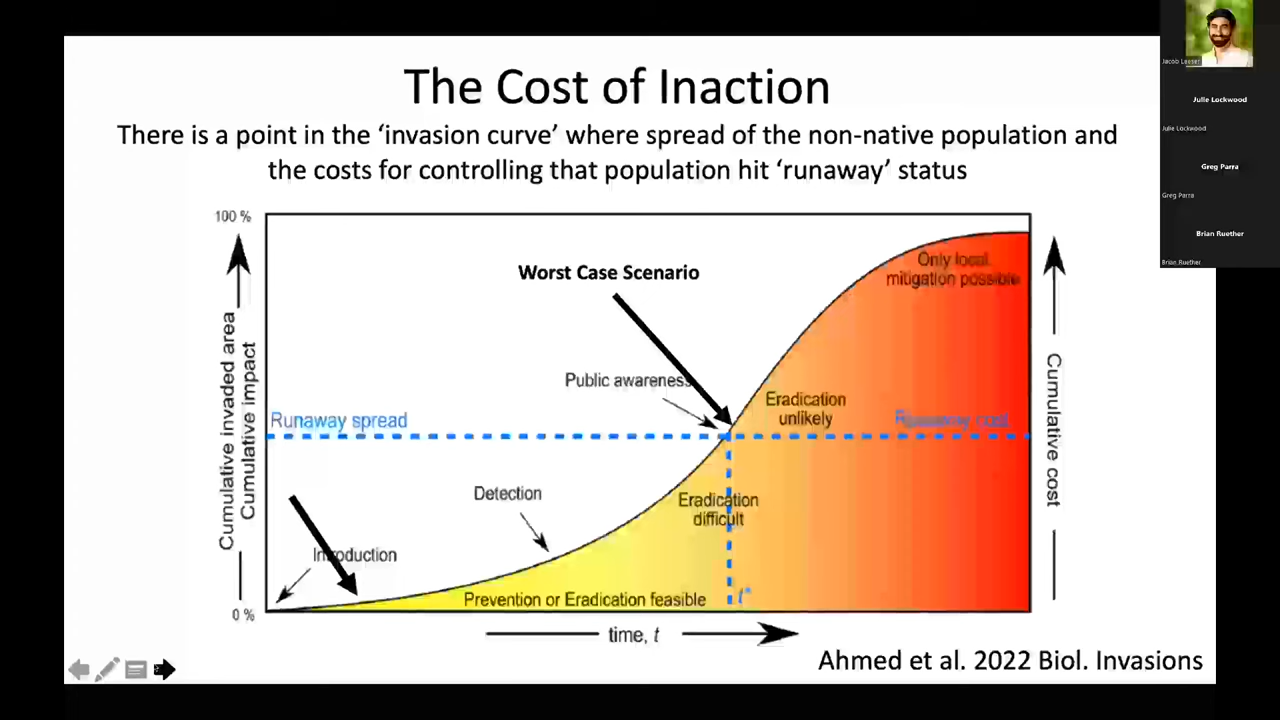 The Cost of Inaction
There is a point in the ‘invasion curve’ where spread of the non-native population and
the costs for controlling that population hit ‘runaway’ status
100 %
Worst Case Scenario
Only local
mitigation possible
Public awareness
Eradication
unlikely
Runaway spread
Runaway cost
Cumulative invaded area
Cumulative impact
Cumulative cost
Detection
Eradication
difficult
Introduction
Prevention or Eradication feasible
t*
0 %
time, t
Ahmed et al. 2022 Biol. Invasions
Jacob Leeser
Julie Lockwood
Julie Lockwood
Greg Parra
Greg Parra
Brian Ruether
Brian_Ruether